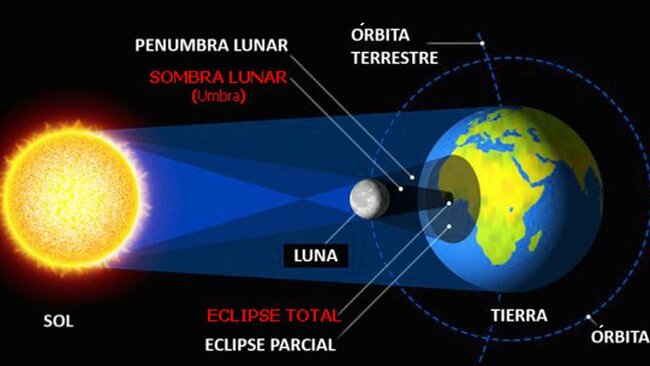 PENUMBRA LUNAR
SOMBRA LUNAR
(Umbra)
ÓRBITA
TERRESTRE
LUNA
ECLIPSE TOTAL
ECLIPSE PARCIAL
SOL
TIERRA
ÓRBITA